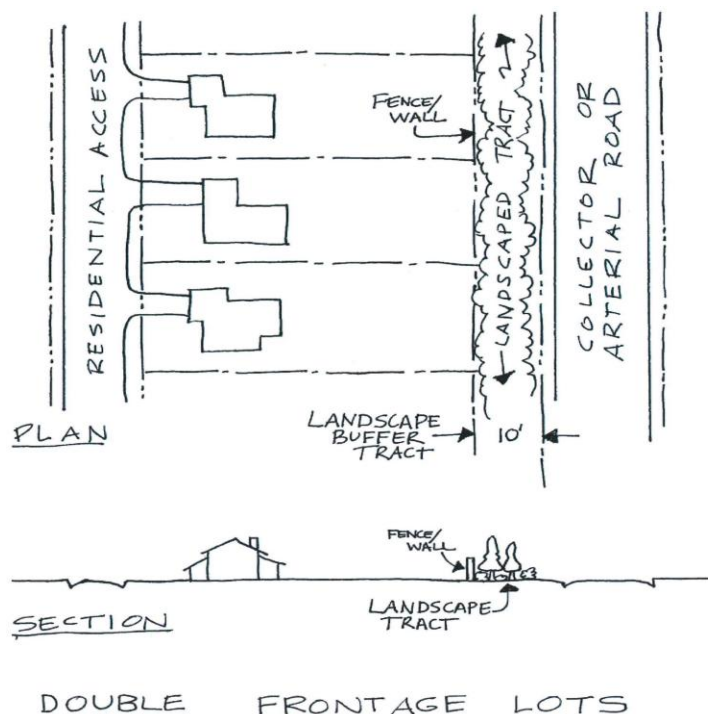 RESIDENTIAL ACCESS
FENCE/
WALL
LANDSCAPED TRACT
COLLECTOR OR
ARTERIAL ROAD
PLAN
LANDSCAPE
BUFFER
TRACT
10'
FENCE/
WALL
LANDSCAPE
TRACT
SECTION
DOUBLE FRONTAGE LOTS